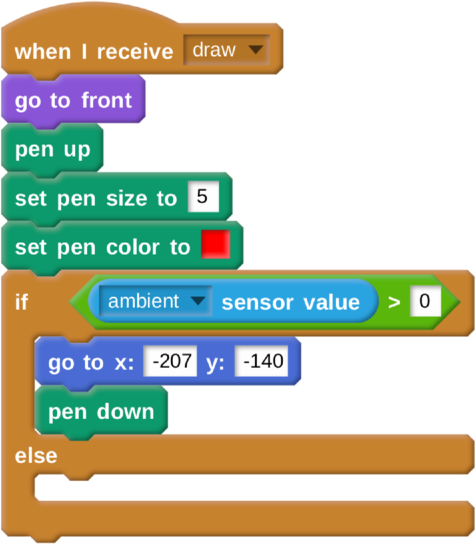 when I receive draw
go to front
pen up
set pen size to 5
set pen color to
if ambient sensor value > 0
go to x: -207 y: -140
pen down
else